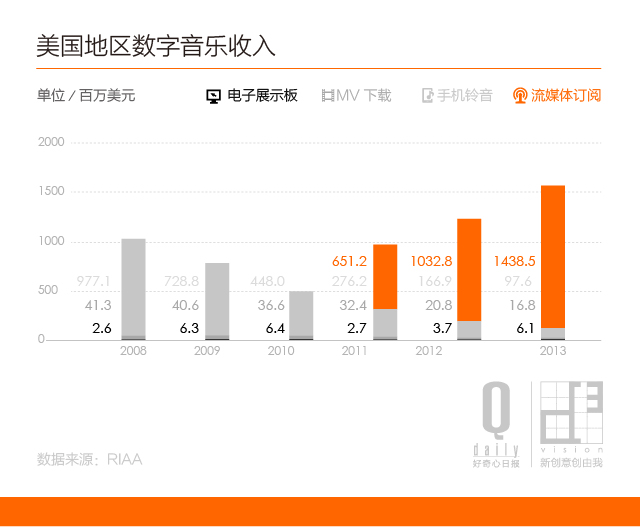 美国地区数字音乐收入
单位 / 百万美元 电子展示板 MV 下载 手机铃音 流媒体订阅
2000
1500
1000
651.2 1032.8 1438.5
977.1 728.8 448.0 276.2 166.9 97.6
500
41.3 40.6 36.6 32.4 20.8 16.8
2.6 6.3 6.4 2.7 3.7 6.1
0
2008 2009 2010 2011 2012 2013
Q
daily
好奇心日报
vision
新创意创由我
数据来源：RIAA